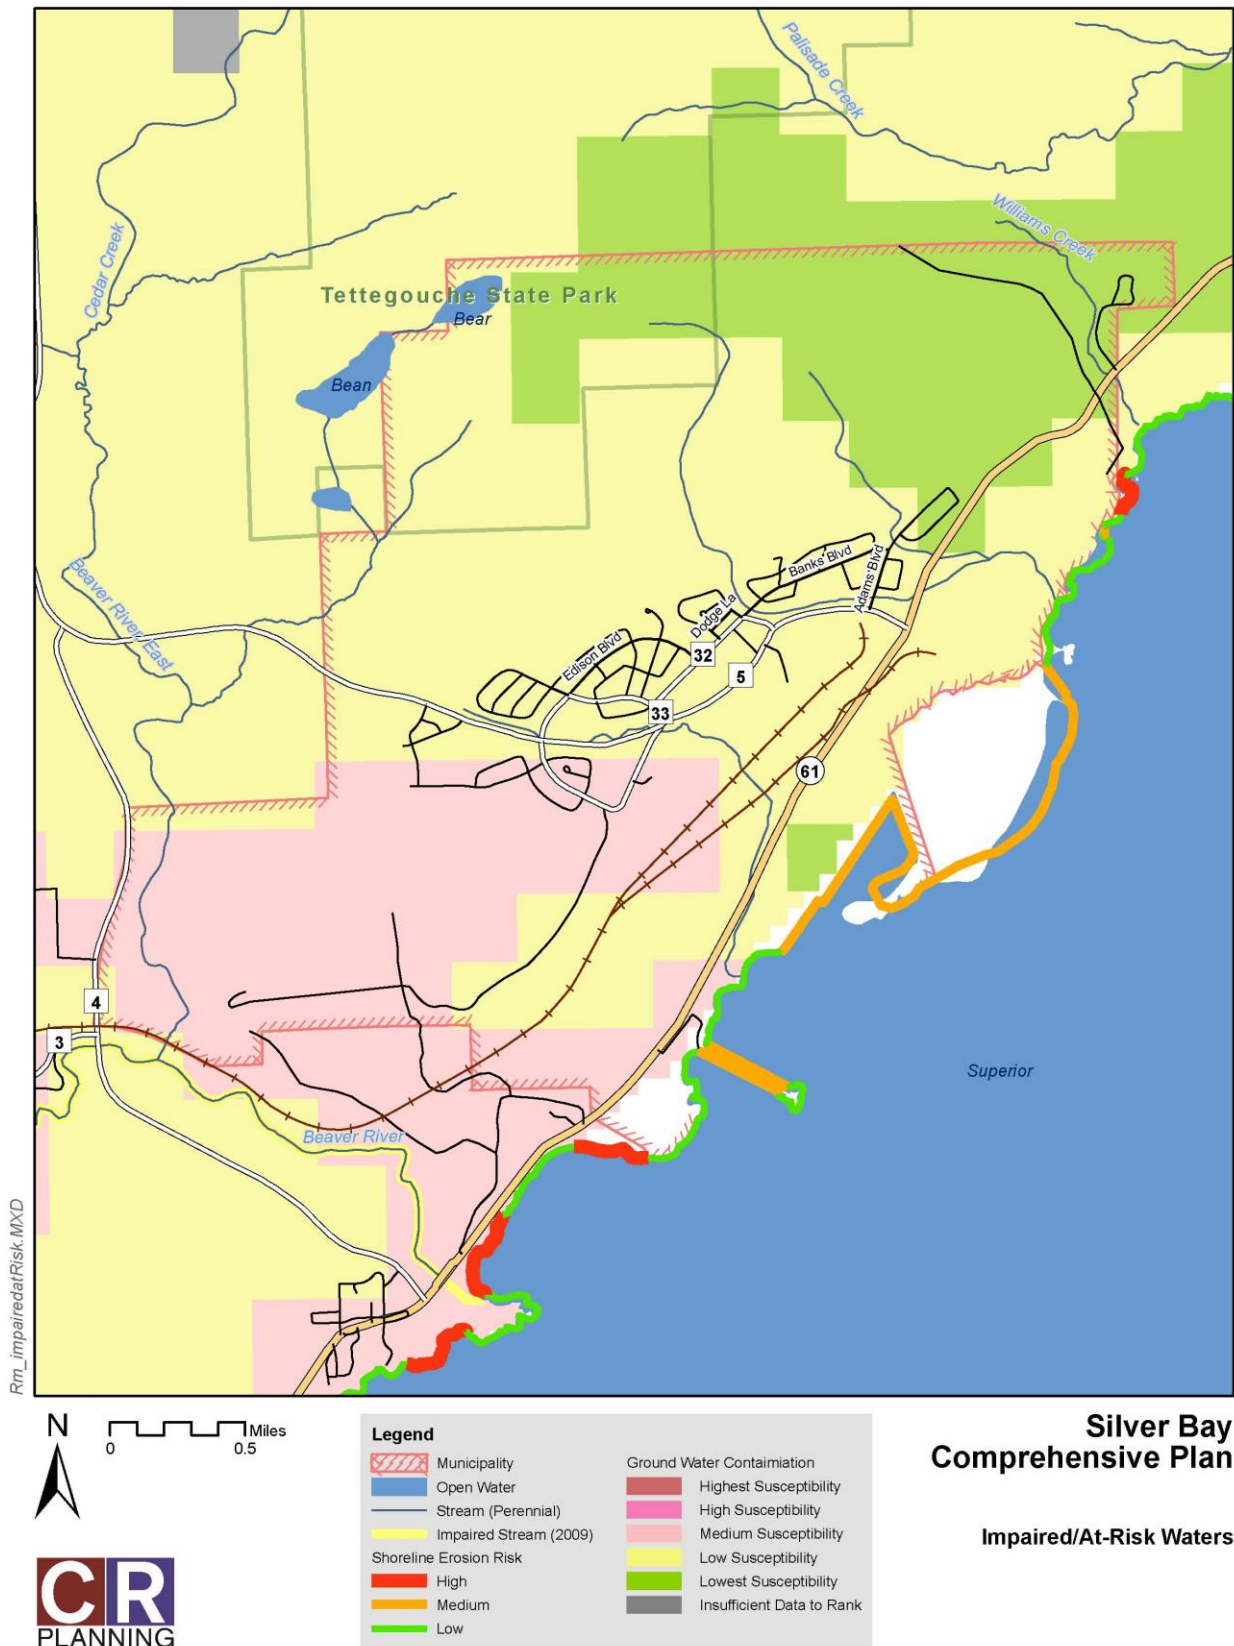 Palisade Creek
Williams Creek
Cedar Creek
Tettegouche State Park
Bear
Bean
Beaver River, East
Banks Blvd
Adams Blvd
Dodge La
Edison Blvd
32
5
33
61
4
3
Superior
Beaver River
Rm_impairedatRisk.MXD
N
Miles
0 0.5
CR
PLANNING
Legend
Municipality
Open Water
Stream (Perennial)
Impaired Stream (2009)
Shoreline Erosion Risk
High
Medium
Low
Ground Water Contaimiation
Highest Susceptibility
High Susceptibility
Medium Susceptibility
Low Susceptibility
Lowest Susceptibility
Insufficient Data to Rank
Silver Bay
Comprehensive Plan
Impaired/At-Risk Waters